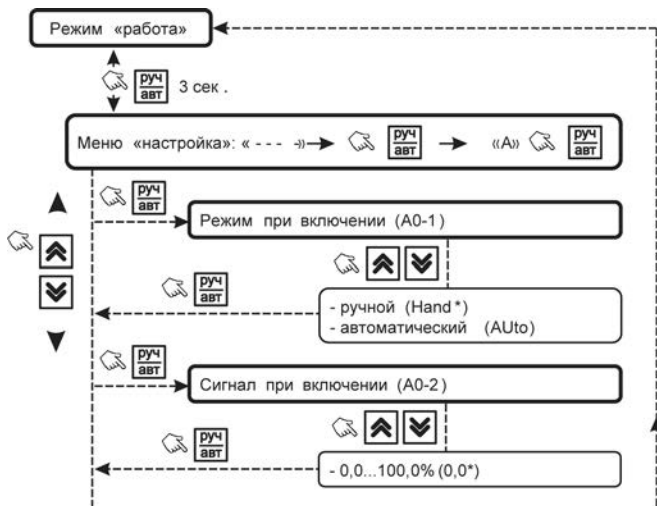 Режим «работа»
руч
авт
3 сек .
Меню «настройка»: « - - - -»
руч
авт
«А»
руч
авт
руч
авт
Режим при включении (А0-1)
руч
авт
- ручной (Hand*)
- автоматический (AUto)
руч
авт
Сигнал при включении (А0-2)
руч
авт
- 0,0...100,0% (0,0*)